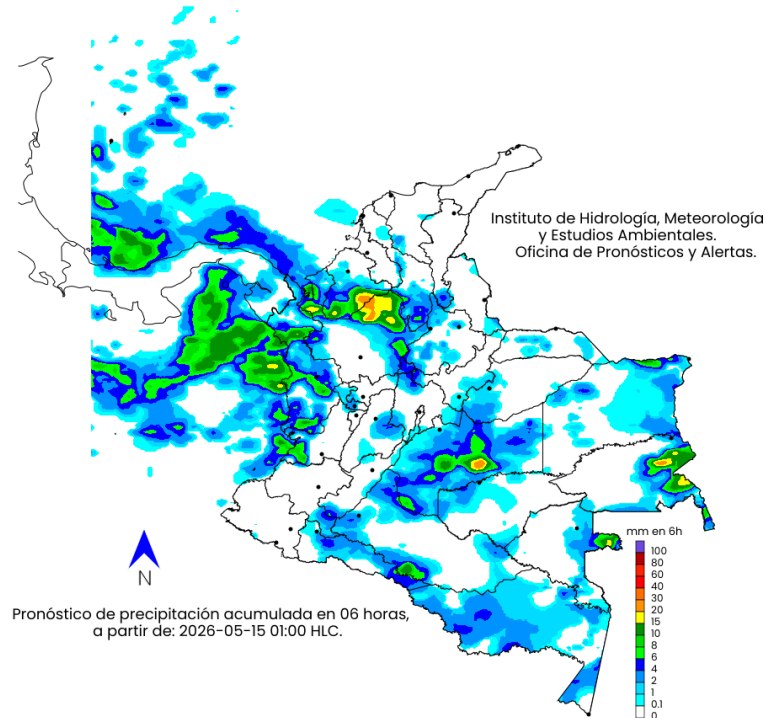 Instituto de Hidrología, Meteorología
y Estudios Ambientales.
Oficina de Pronósticos y Alertas.
mm en 6h
100
80
60
40
30
20
15
10
8
6
4
2
1
0.1
0
N
Pronóstico de precipitación acumulada en 06 horas,
a partir de: 2026-05-15 01:00 HLC.